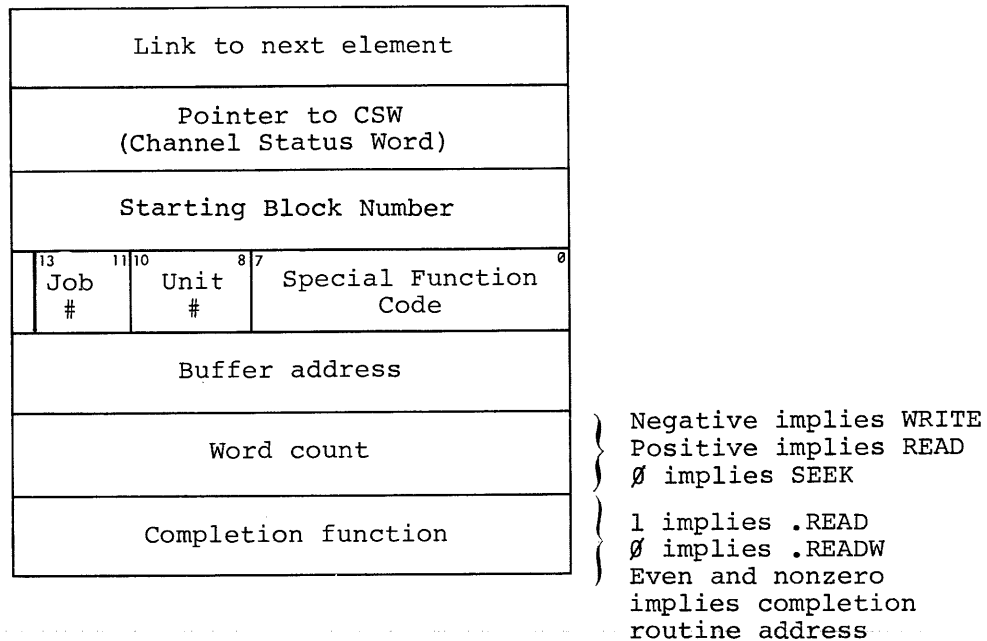 Link to next element
Pointer to CSW
(Channel Status Word)
Starting Block Number
13 11 10 8 7 Ø
Job Unit Special Function
# # Code
Buffer address
Word count
Negative implies WRITE
Positive implies READ
Ø implies SEEK
Completion function
1 implies .READ
Ø implies .READW
Even and nonzero
implies completion
routine address